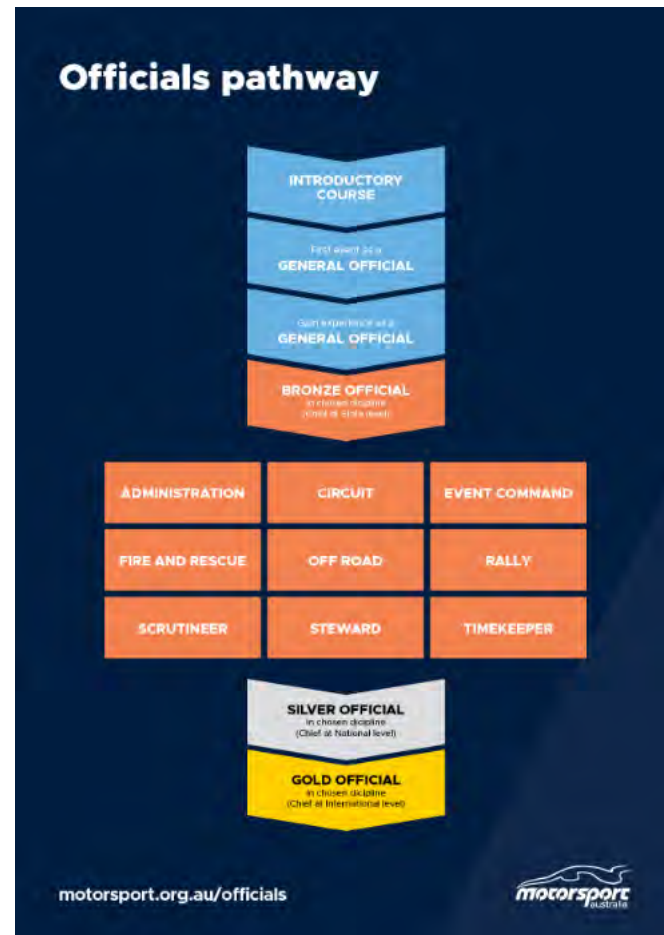 Officials pathway
INTRODUCTORY
COURSE
First event as a
GENERAL OFFICIAL
Gain experience as a
GENERAL OFFICIAL
BRONZE OFFICIAL
in chosen dicipline
(Chief at State level)
ADMINISTRATION
CIRCUIT
EVENT COMMAND
FIRE AND RESCUE
OFF ROAD
RALLY
SCRUTINEER
STEWARD
TIMEKEEPER
SILVER OFFICIAL
in chosen dicipline
(Chief at National level)
GOLD OFFICIAL
in chosen dicipline
(Chief at International level)
motorsport.org.au/officials
motorsport
australia